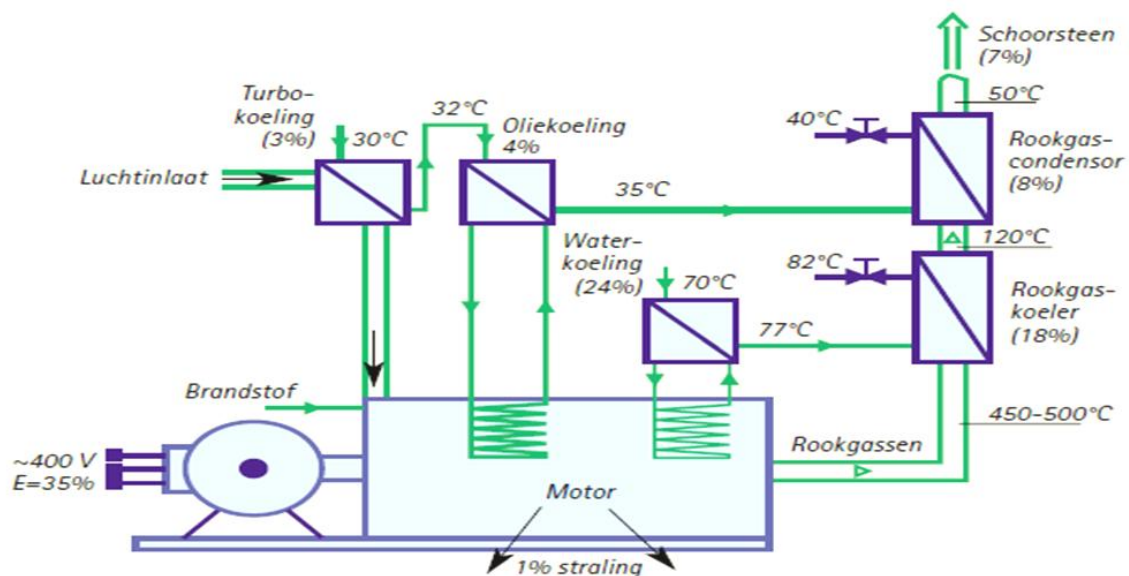 Schoorsteen
(7%)
50°C
Turbo-
koeling
(3%)
30°C
32°C
Oliekoeling
4%
40°C
Rookgas-
condensor
(8%)
Luchtinlaat
35°C
120°C
Water-
koeling
(24%)
70°C
82°C
Rookgas-
koeler
(18%)
77°C
Brandstof
450-500°C
Rookgassen
~400 V
E=35%
Motor
1% straling